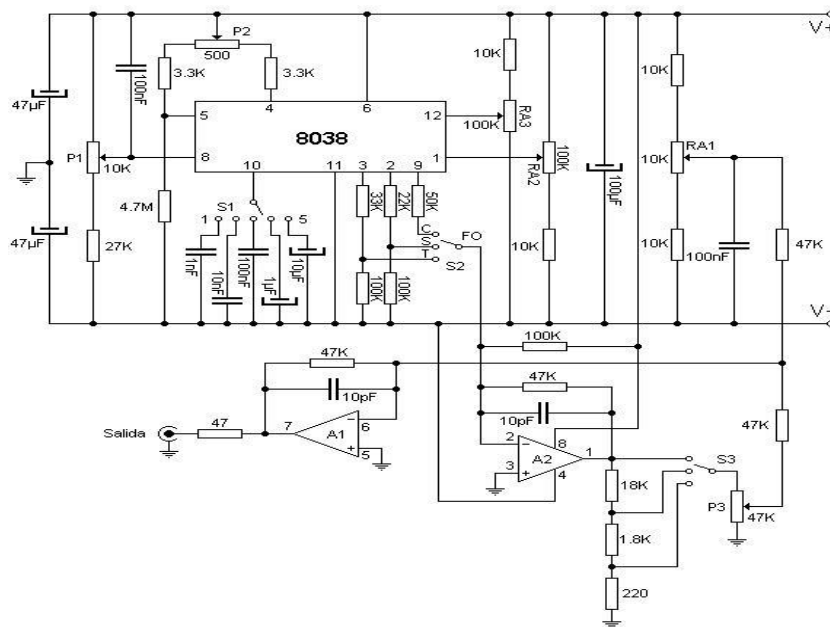 V+
P2
500
3.3K
3.3K
10K
10K
47µF
100nF
5
4
6
12
100K
RA3
8038
P1
10K
8
1
100K
RA2
RA1
10K
10
11
3
2
9
100µF
4.7M
S1
1
5
33K
22K
50K
FO
C
S
T
S2
47µF
27K
1nF
10nF
100nF
1µF
10µF
100K
100K
10K
10K
100nF
47K
V-
100K
47K
10pF
47K
10pF
47K
Salida
47
7
A1
6
5
2
3
A2
8
4
1
S3
18K
P3
47K
1.8K
220